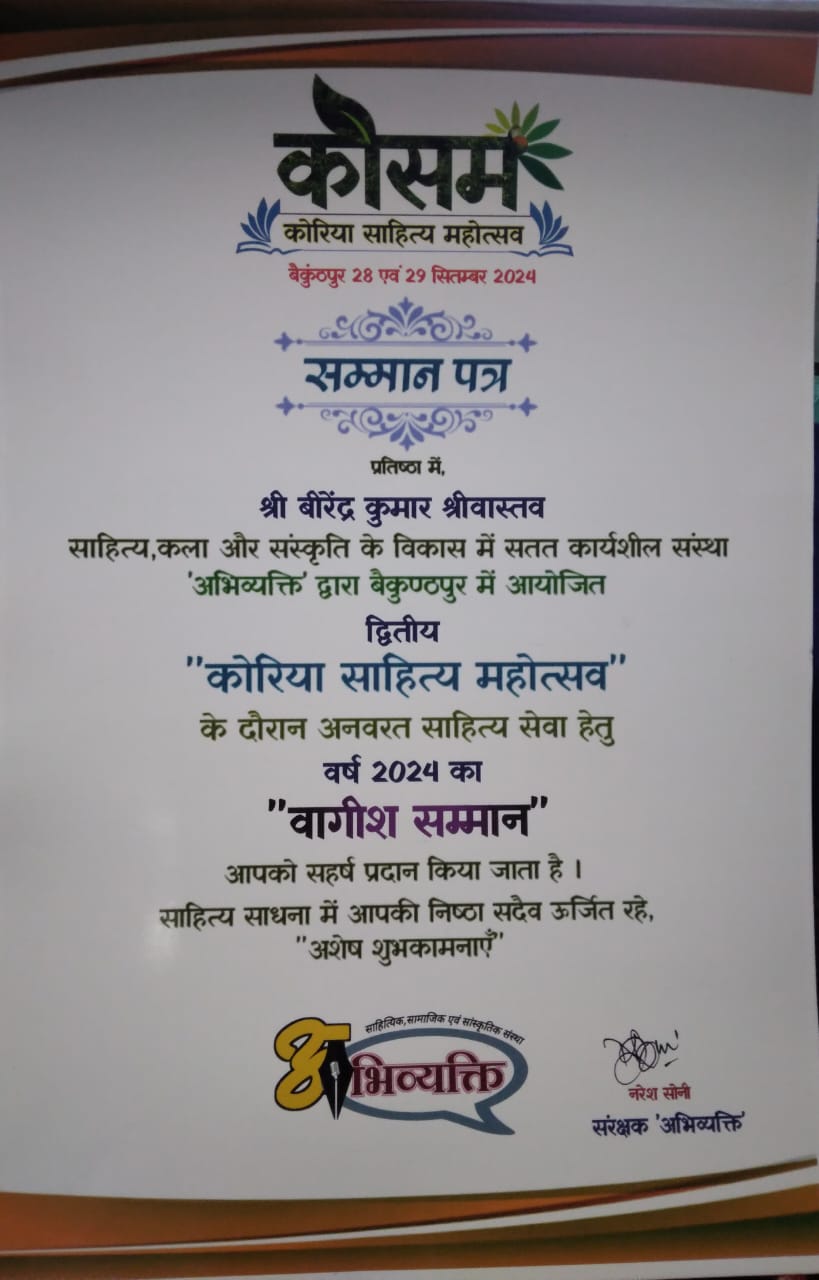 कोसम
कोरिया साहित्य महोत्सव
बैकुंठपुर 28 एवं 29 सितम्बर 2024
सम्मान पत्र
प्रतिष्ठा में,
श्री बीरेंद्र कुमार श्रीवास्तव
साहित्य,कला और संस्कृति के विकास में सतत कार्यशील संस्था
'अभिव्यक्ति' द्वारा बैकुण्ठपुर में आयोजित
द्वितीय
"कोरिया साहित्य महोत्सव"
के दौरान अनवरत साहित्य सेवा हेतु
वर्ष 2024 का
"वागीश सम्मान"
आपको सहर्ष प्रदान किया जाता है ।
साहित्य साधना में आपकी निष्ठा सदैव ऊर्जित रहे,
"अशेष शुभकामनाएँ"
साहित्यिक,सामाजिक एवं सांस्कृतिक संस्था
अभिव्यक्ति
नरेश सोनी
संरक्षक 'अभिव्यक्ति'